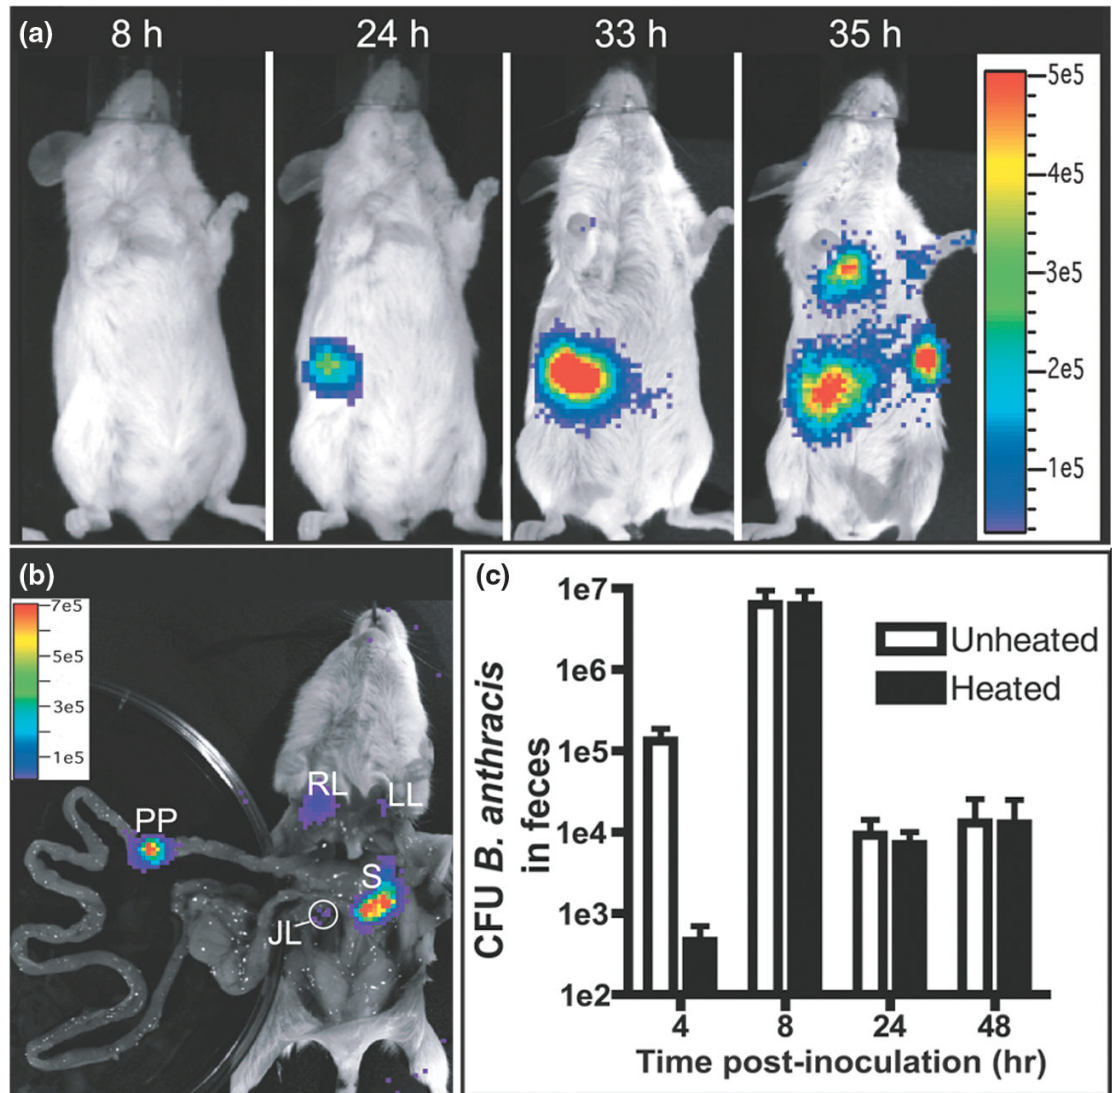 (a) 8 h 24 h 33 h 35 h
5e5
4e5
3e5
2e5
1e5
(b)
7e5
5e5
3e5
1e5
RL LL
PP
S
JL
(c)
1e7
1e6
1e5
1e4
1e3
1e2
CFU B. anthracis
in feces
Unheated
Heated
4 8 24 48
Time post-inoculation (hr)